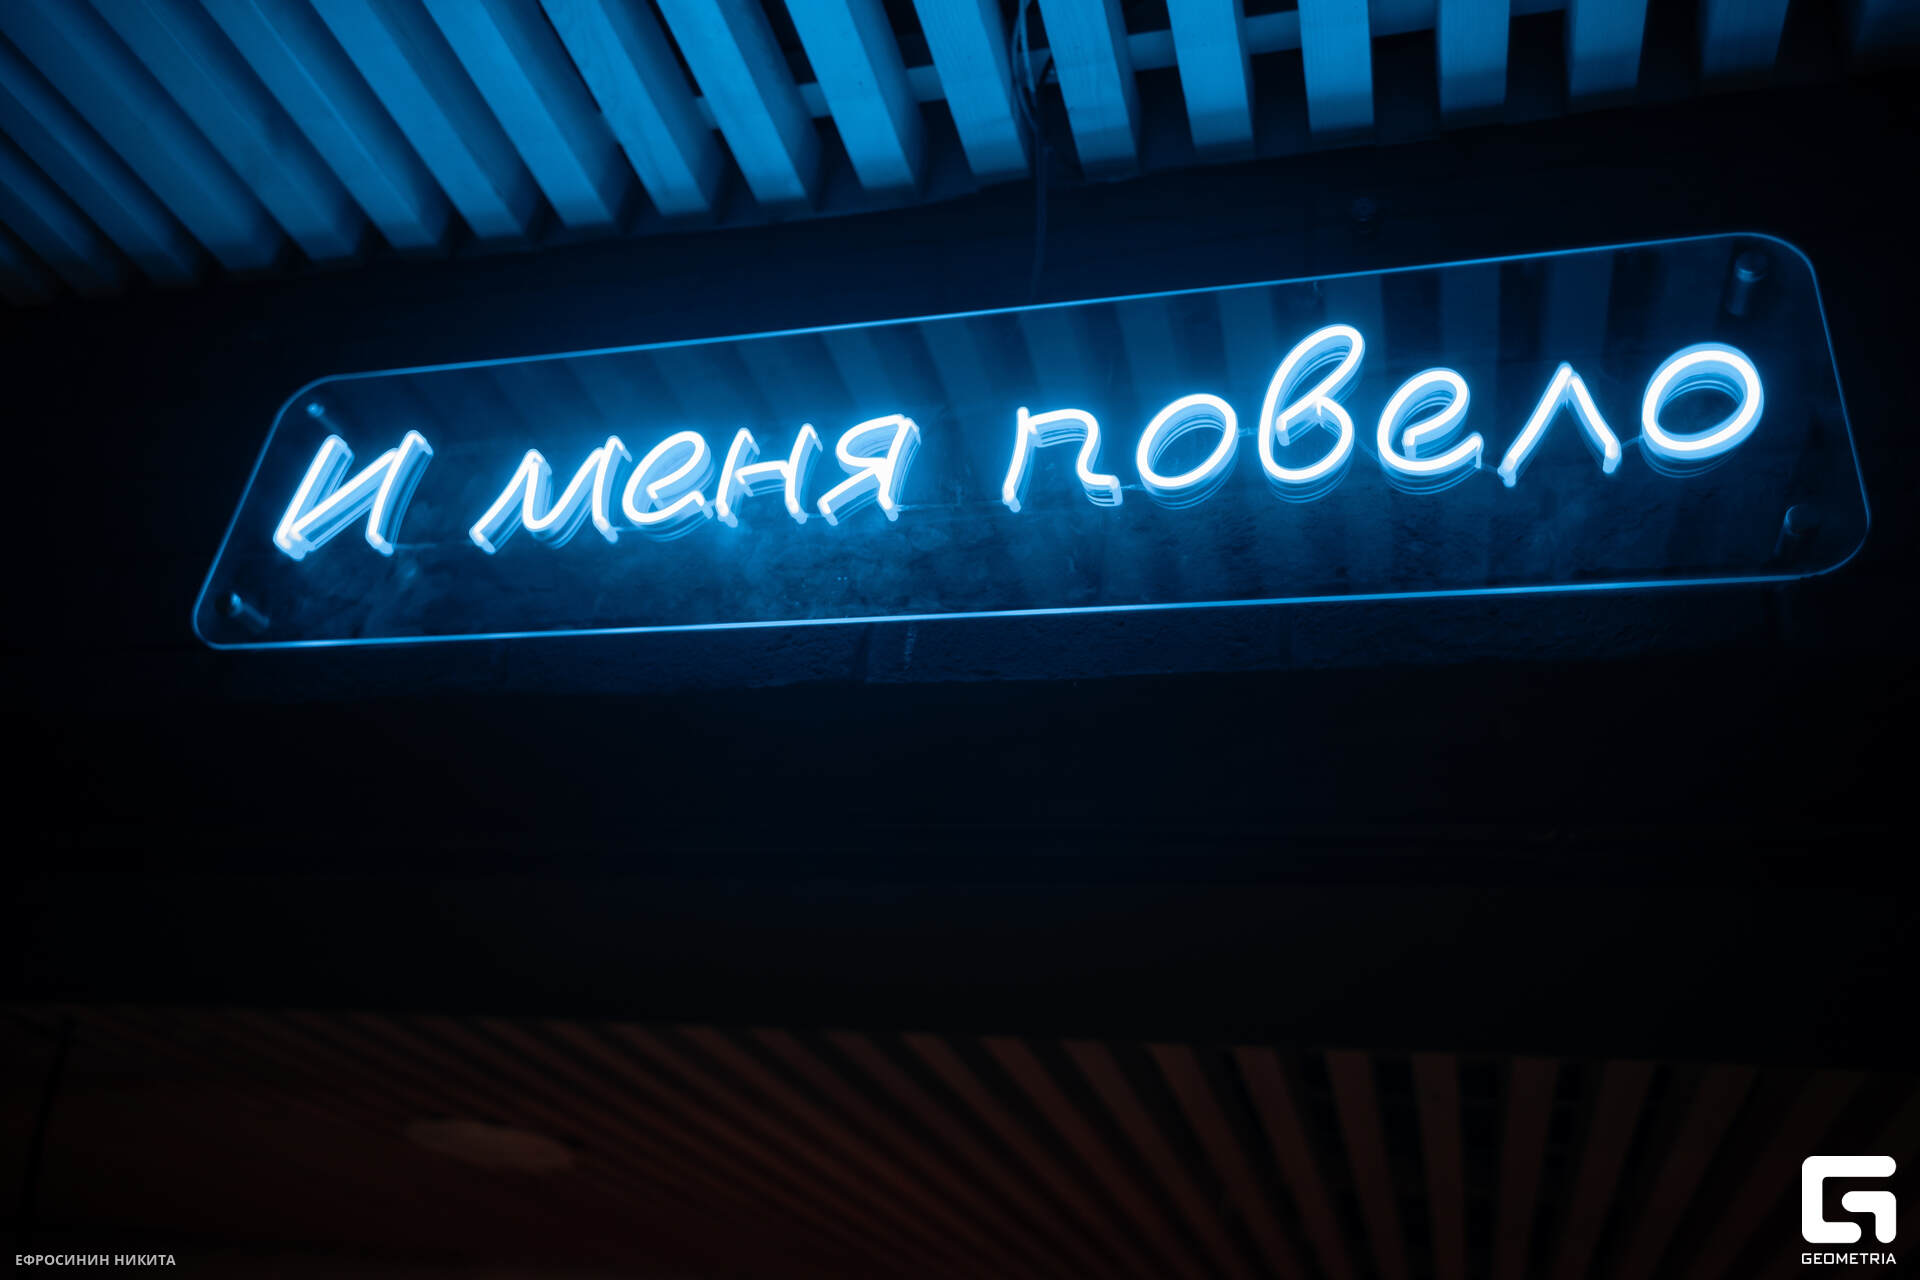 И меня повело
ЕФРОСИНИН НИКИТА
GEOMETRIA